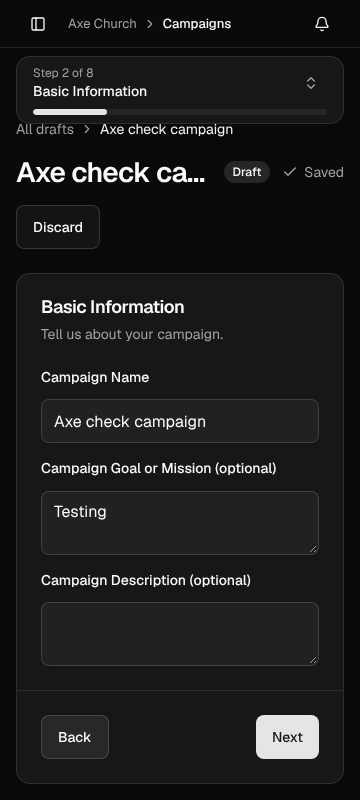 Axe Church > Campaigns
Step 2 of 8
Basic Information
All drafts > Axe check campaign
Axe check ca...
Draft
Saved
Discard
Basic Information
Tell us about your campaign.
Campaign Name
Axe check campaign
Campaign Goal or Mission (optional)
Testing
Campaign Description (optional)
Back
Next